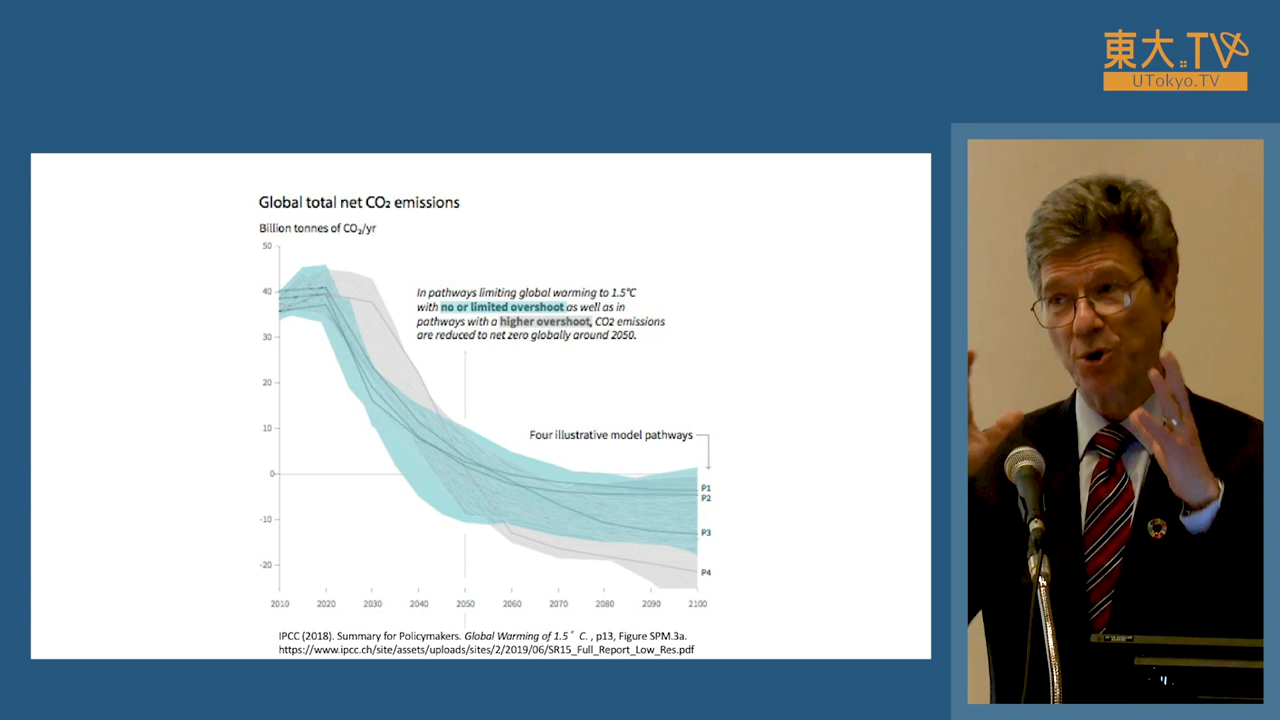 東大.TV
UTokyo.TV
Global total net CO₂ emissions
Billion tonnes of CO₂/yr
50
40
30
20
10
0
-10
-20
In pathways limiting global warming to 1.5°C
with no or limited overshoot as well as in
pathways with a higher overshoot, CO2 emissions
are reduced to net zero globally around 2050.
Four illustrative model pathways
P1
P2
P3
P4
2010 2020 2030 2040 2050 2060 2070 2080 2090 2100
IPCC (2018). Summary for Policymakers. Global Warming of 1.5゜C. , p13, Figure SPM.3a.
https://www.ipcc.ch/site/assets/uploads/sites/2/2019/06/SR15_Full_Report_Low_Res.pdf